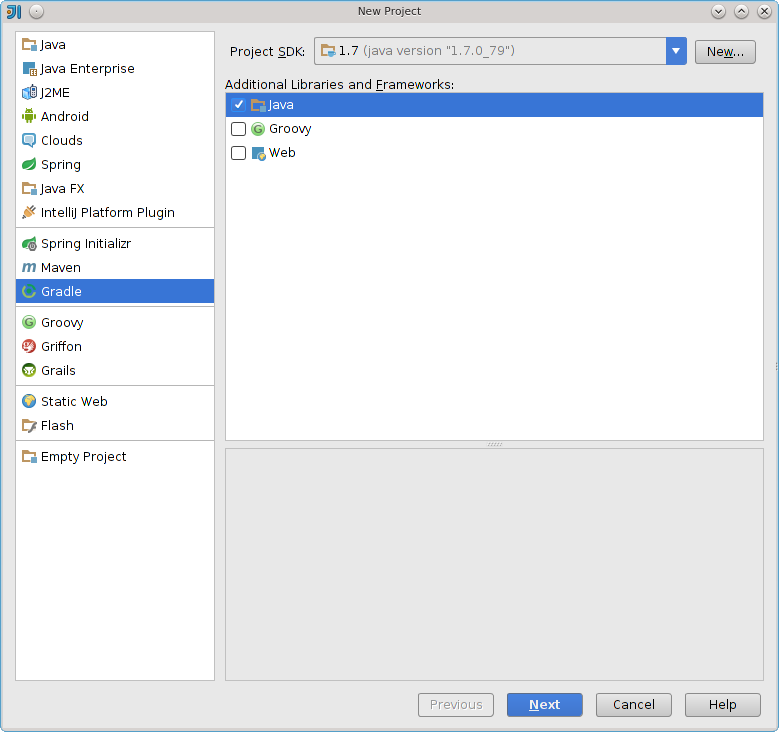 New Project
Java
Java Enterprise
J2ME
Android
Clouds
Spring
Java FX
IntelliJ Platform Plugin
Spring Initializr
Maven
Gradle
Groovy
Griffon
Grails
Static Web
Flash
Empty Project
Project SDK: 1.7 (java version "1.7.0_79") New...
Additional Libraries and Frameworks:
Java
Groovy
Web
Previous Next Cancel Help